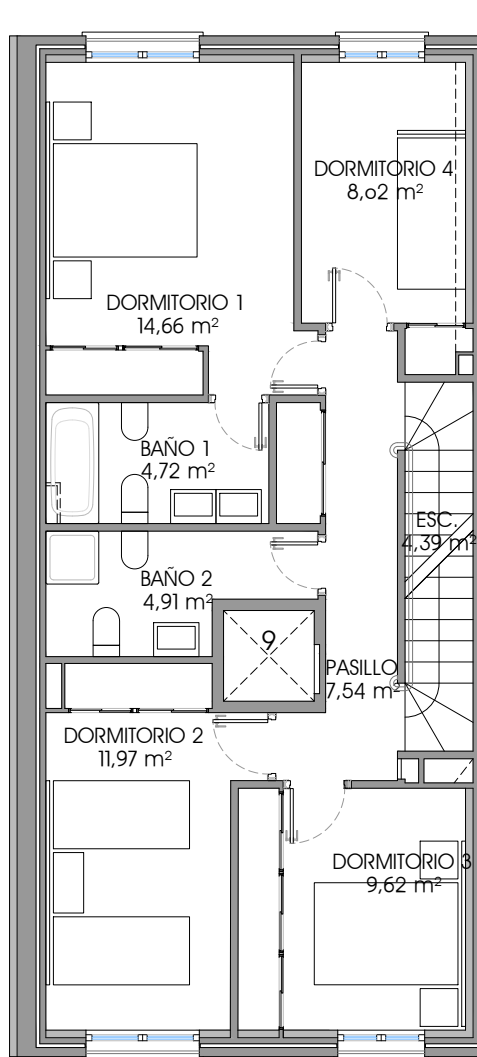 DORMITORIO 4
8,02 m²
DORMITORIO 1
14,66 m²
BAÑO 1
4,72 m²
ESC.
4,39 m²
BAÑO 2
4,91 m²
9
PASILLO
7,54 m²
DORMITORIO 2
11,97 m²
DORMITORIO 3
9,62 m²